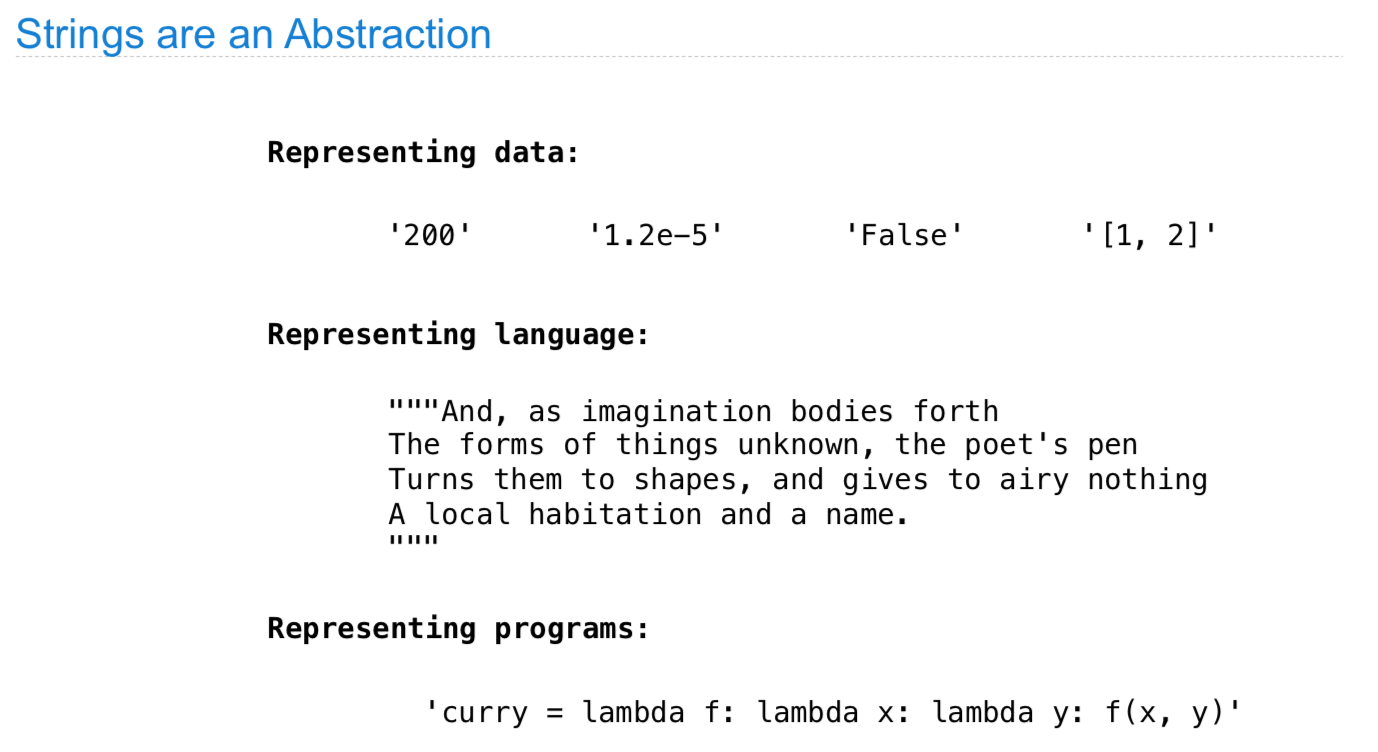 Strings are an Abstraction
Representing data:
'200' '1.2e-5' 'False' '[1, 2]'
Representing language:
"""And, as imagination bodies forth
The forms of things unknown, the poet's pen
Turns them to shapes, and gives to airy nothing
A local habitation and a name.
"""
Representing programs:
'curry = lambda f: lambda x: lambda y: f(x, y)'